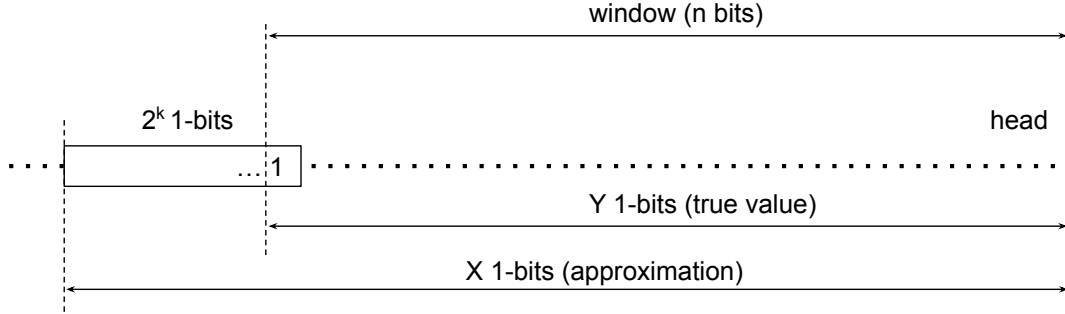 window (n bits)
2^k 1-bits
head
... 1
Y 1-bits (true value)
X 1-bits (approximation)